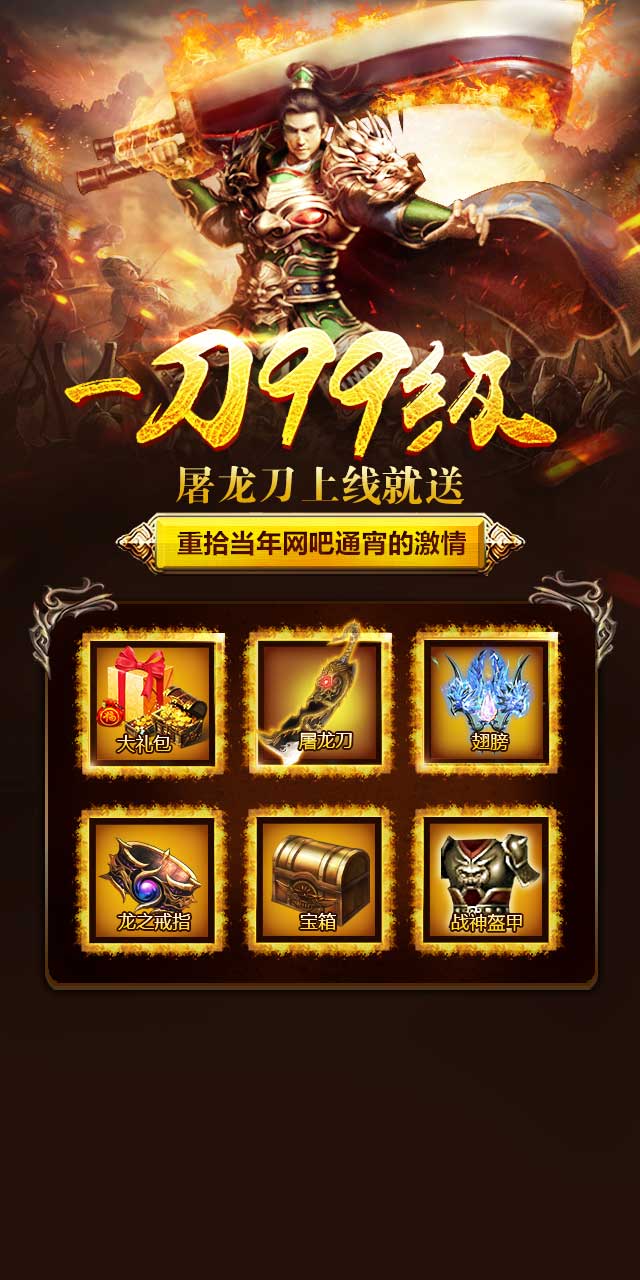 一刀99级
屠龙刀上线就送
重拾当年网吧通宵的激情
大礼包
屠龙刀
翅膀
龙之戒指
宝箱
战神盔甲